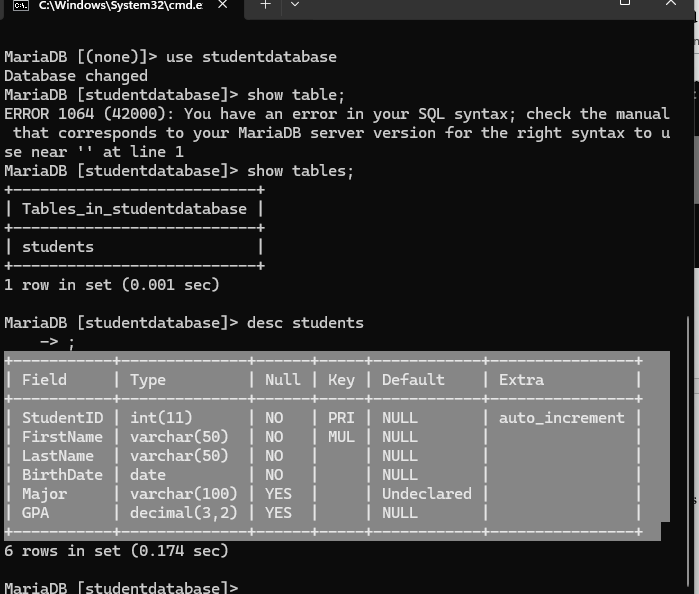 C:\Windows\System32\cmd.e
MariaDB [(none)]> use studentdatabase
Database changed
MariaDB [studentdatabase]> show table;
ERROR 1064 (42000): You have an error in your SQL syntax; check the manual
that corresponds to your MariaDB server version for the right syntax to u
se near '' at line 1
MariaDB [studentdatabase]> show tables;
+---------------------------+
| Tables_in_studentdatabase |
+---------------------------+
| students                  |
+---------------------------+
1 row in set (0.001 sec)
MariaDB [studentdatabase]> desc students
    -> ;
+-----------+--------------+------+-----+------------+----------------+
| Field     | Type         | Null | Key | Default    | Extra          |
+-----------+--------------+------+-----+------------+----------------+
| StudentID | int(11)      | NO   | PRI | NULL       | auto_increment |
| FirstName | varchar(50)  | NO   | MUL | NULL       |                |
| LastName  | varchar(50)  | NO   |     | NULL       |                |
| BirthDate | date         | NO   |     | NULL       |                |
| Major     | varchar(100) | YES  |     | Undeclared |                |
| GPA       | decimal(3,2) | YES  |     | NULL       |                |
+-----------+--------------+------+-----+------------+----------------+
6 rows in set (0.174 sec)
MariaDB [studentdatabase]>